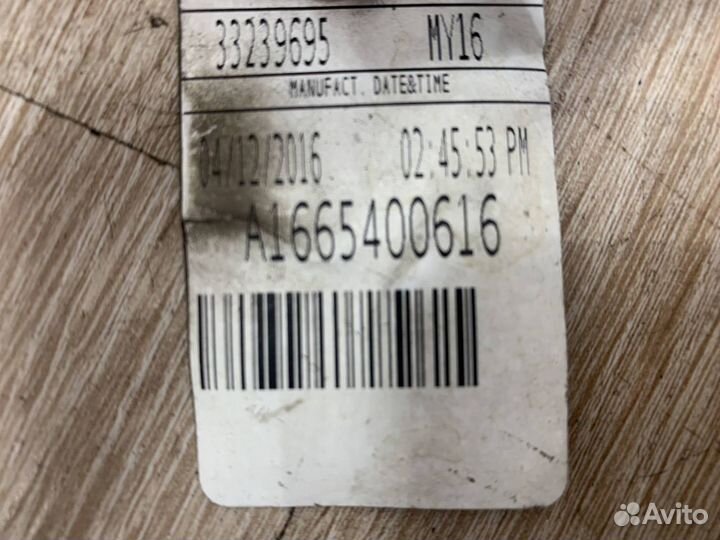 33239695 MY16
MANUFACT. DATE&TIME
04/12/2016 02:45:53 PM
A1665400616
Avito